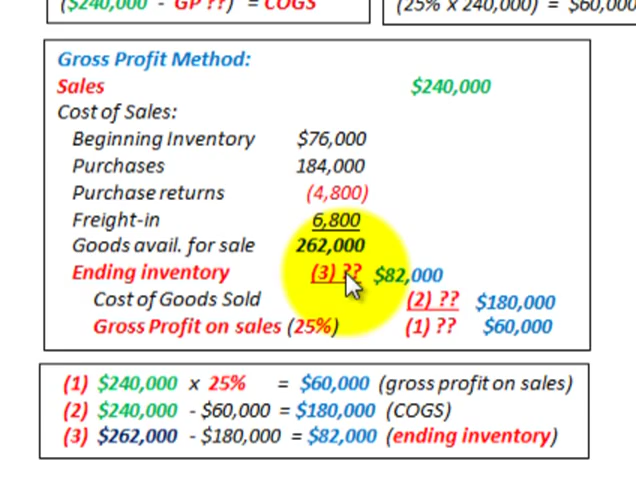 ($240,000 - GP ??) = COGS
(25% x 240,000) = $60,000
Gross Profit Method:
Sales $240,000
Cost of Sales:
Beginning Inventory $76,000
Purchases 184,000
Purchase returns (4,800)
Freight-in 6,800
Goods avail. for sale 262,000
Ending inventory (3) ?? $82,000
Cost of Goods Sold (2) ?? $180,000
Gross Profit on sales (25%) (1) ?? $60,000
(1) $240,000 x 25% = $60,000 (gross profit on sales)
(2) $240,000 - $60,000 = $180,000 (COGS)
(3) $262,000 - $180,000 = $82,000 (ending inventory)